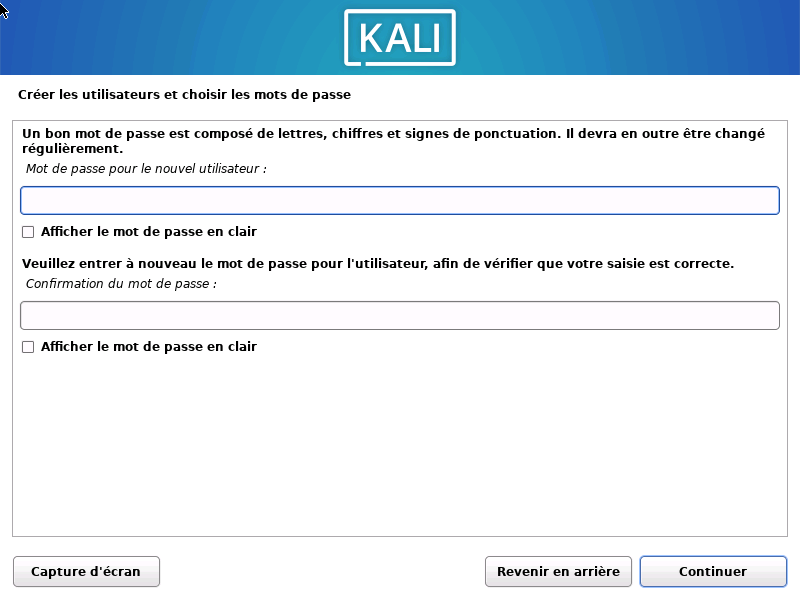 KALI
Créer les utilisateurs et choisir les mots de passe
Un bon mot de passe est composé de lettres, chiffres et signes de ponctuation. Il devra en outre être changé
régulièrement.
Mot de passe pour le nouvel utilisateur :
Afficher le mot de passe en clair
Veuillez entrer à nouveau le mot de passe pour l'utilisateur, afin de vérifier que votre saisie est correcte.
Confirmation du mot de passe :
Afficher le mot de passe en clair
Capture d'écran
Revenir en arrière
Continuer